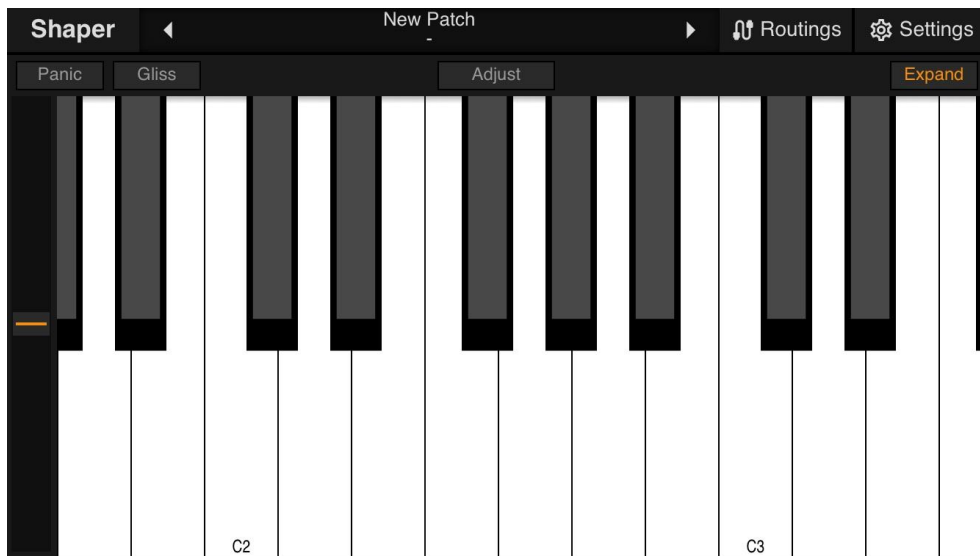 Shaper
New Patch
-
Routings
Settings
Panic
Gliss
Adjust
Expand
C2
C3